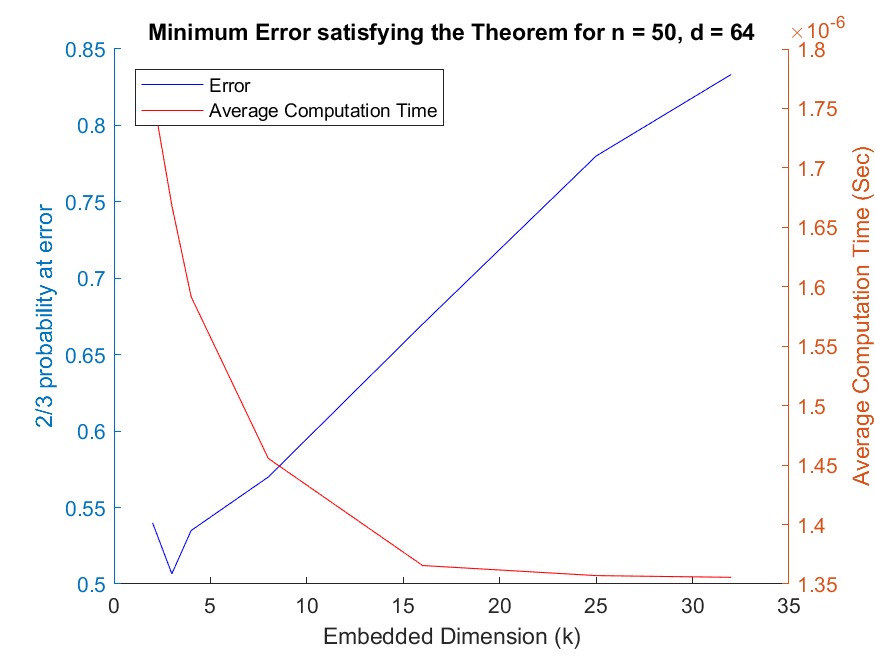 Minimum Error satisfying the Theorem for n = 50, d = 64
×10-6
Error
Average Computation Time
0.85
0.8
0.75
0.7
0.65
0.6
0.55
0.5
2/3 probability at error
1.8
1.75
1.7
1.65
1.6
1.55
1.5
1.45
1.4
1.35
Average Computation Time (Sec)
0 5 10 15 20 25 30 35
Embedded Dimension (k)